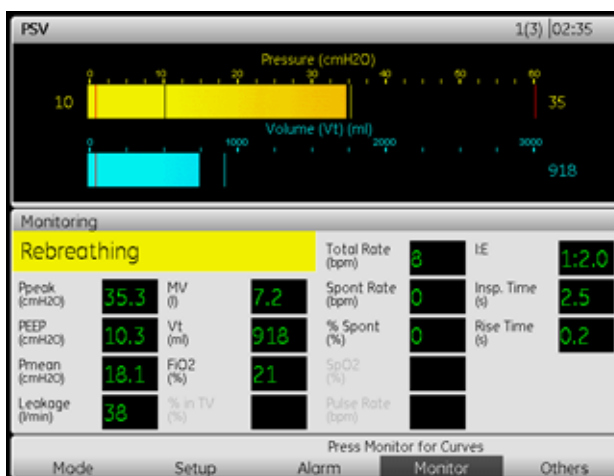 PSV 1(3) 02:35
Pressure (cmH2O)
0 10 20 30 40 50 60
10 35
Volume (Vt) (ml)
0 1000 2000 3000
918
Monitoring
Rebreathing
Total Rate (bpm) 8
I:E 1:2.0
Ppeak (cmH2O) 35.3
MV (l) 7.2
Spont Rate (bpm) 0
Insp. Time (s) 2.5
PEEP (cmH2O) 10.3
Vt (ml) 918
% Spont (%) 0
Rise Time (s) 0.2
Pmean (cmH2O) 18.1
FiO2 (%) 21
SpO2 (%)
Leakage (l/min) 38
% in TV (%)
Pulse Rate (bpm)
Press Monitor for Curves
Mode Setup Alarm Monitor Others